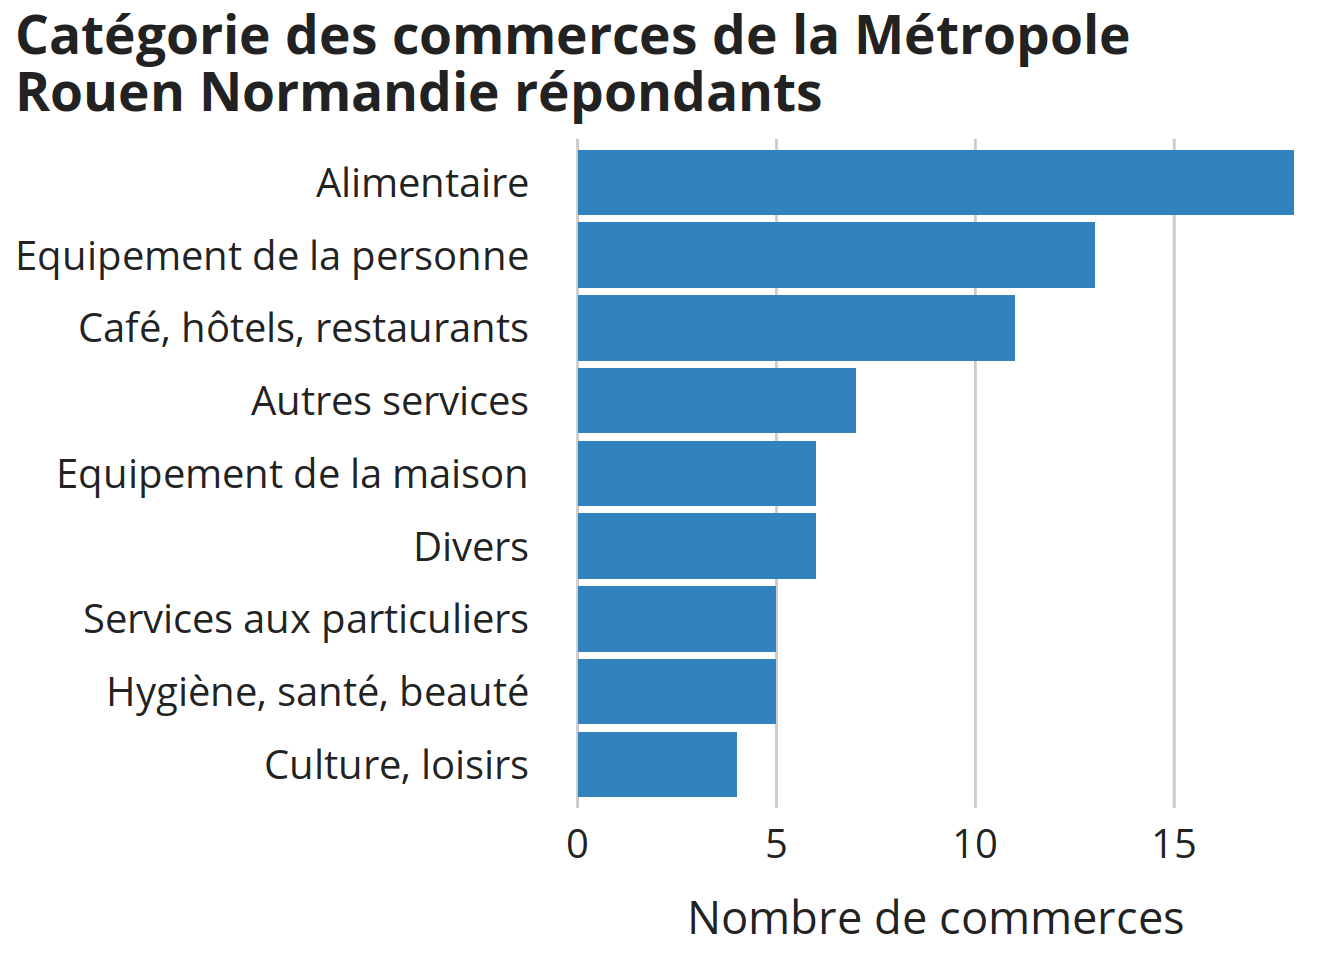 Catégorie des commerces de la Métropole
Rouen Normandie répondants
Alimentaire
Equipement de la personne
Café, hôtels, restaurants
Autres services
Equipement de la maison
Divers
Services aux particuliers
Hygiène, santé, beauté
Culture, loisirs
0 5 10 15
Nombre de commerces